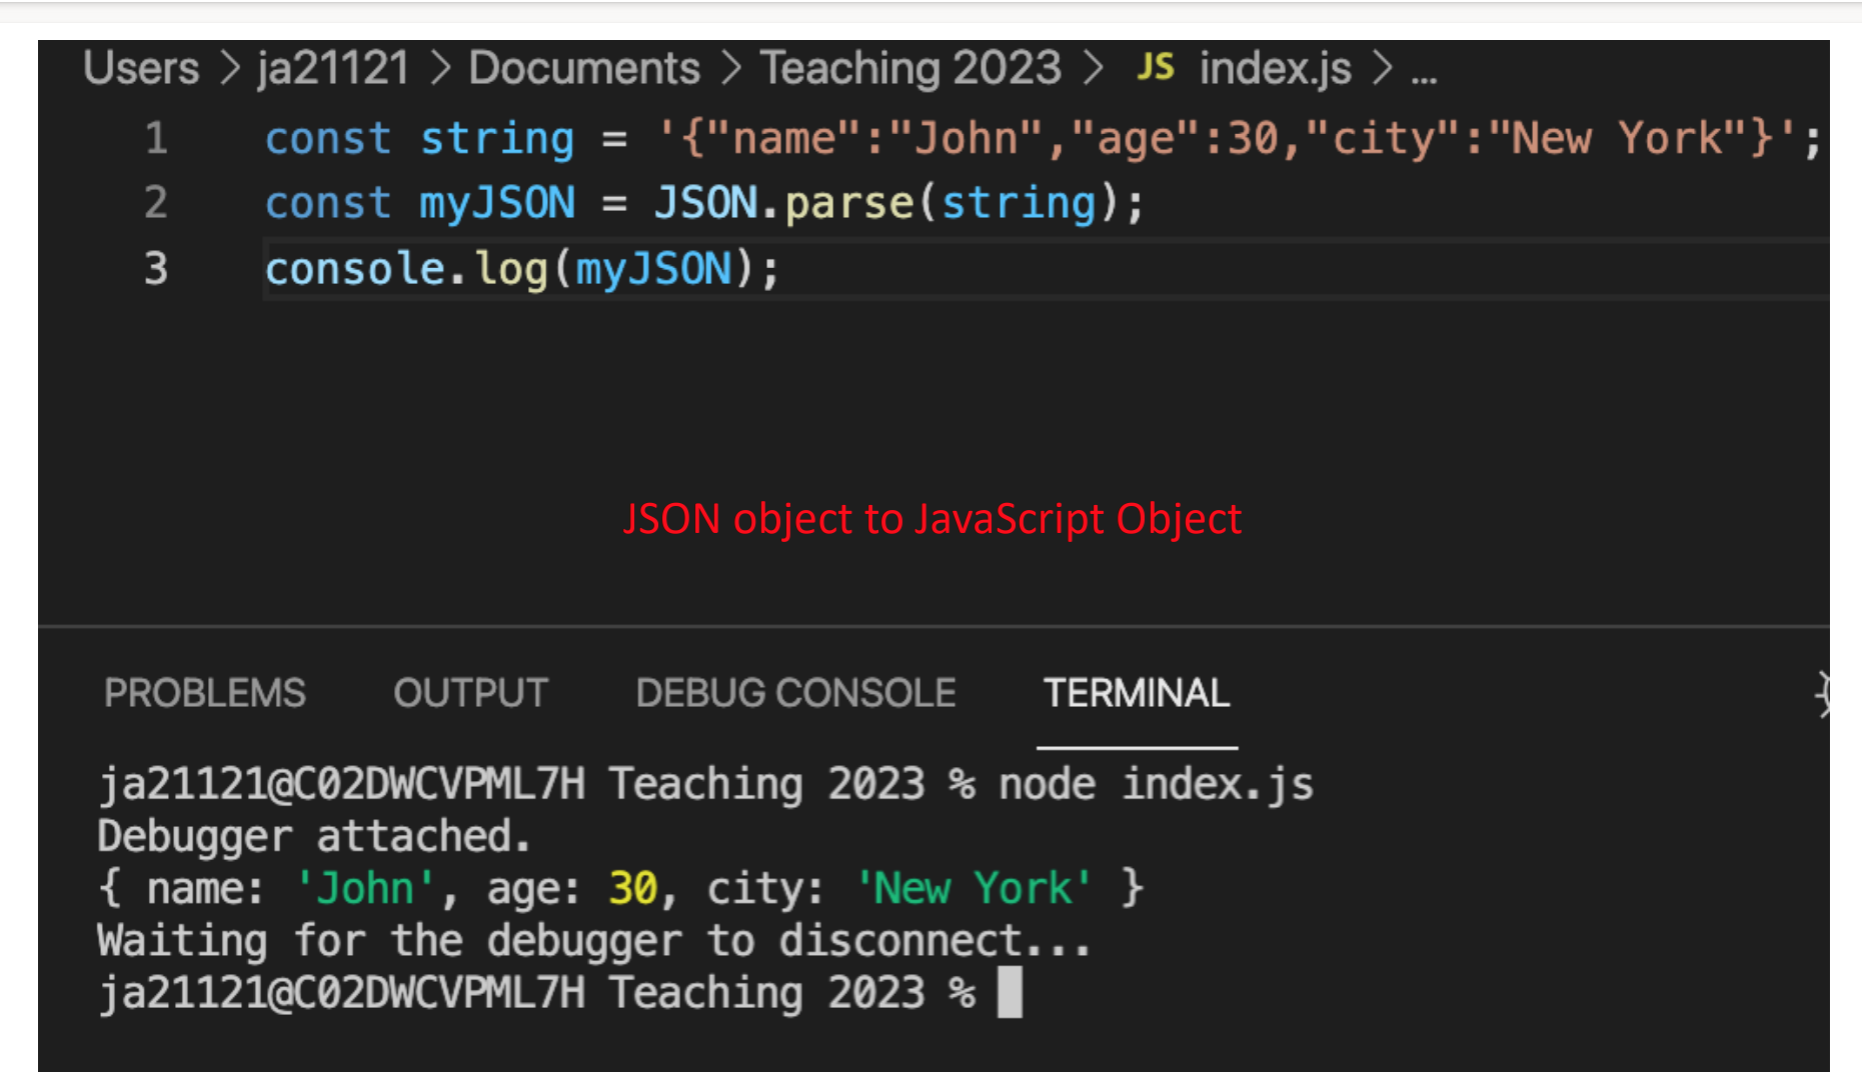 Users > ja21121 > Documents > Teaching 2023 > JS index.js > ...
1 const string = '{"name":"John","age":30,"city":"New York"}';
2 const myJSON = JSON.parse(string);
3 console.log(myJSON);
JSON object to JavaScript Object
PROBLEMS OUTPUT DEBUG CONSOLE TERMINAL
ja21121@C02DWCVPML7H Teaching 2023 % node index.js
Debugger attached.
{ name: 'John', age: 30, city: 'New York' }
Waiting for the debugger to disconnect...
ja21121@C02DWCVPML7H Teaching 2023 %